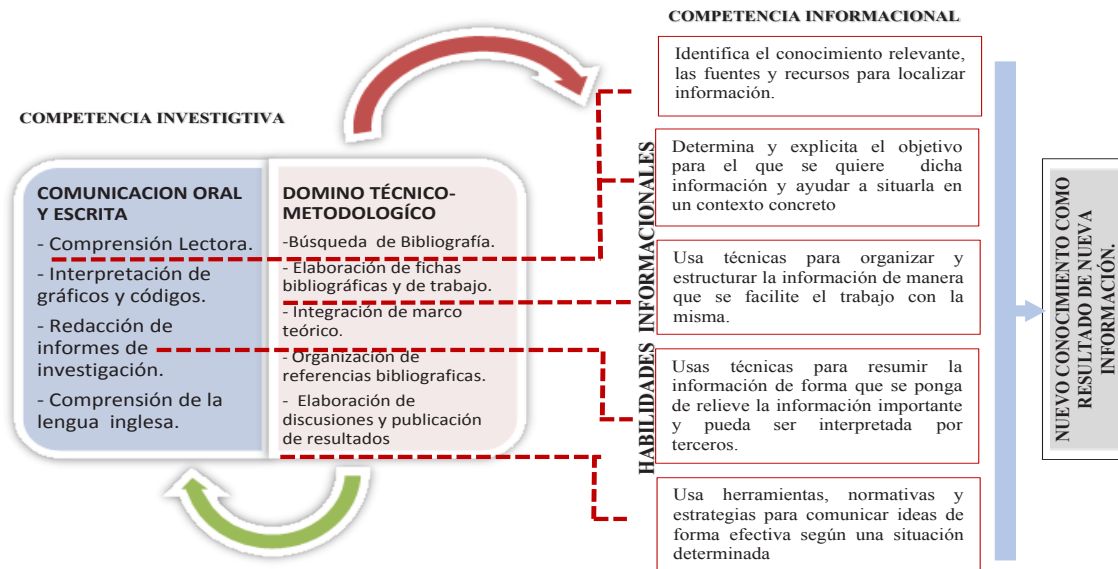 COMPETENCIA INVESTIGTIVA
COMUNICACION ORAL
Y ESCRITA
- Comprensión Lectora.
- Interpretación de
gráficos y códigos.
- Redacción de
informes de
investigación.
- Comprensión de la
lengua inglesa.
DOMINO TÉCNICO-
METODOLOGÍCO
-Búsqueda de Bibliografía.
- Elaboración de fichas
bibliográficas y de trabajo.
- Integración de marco
teórico.
- Organización de
referencias bibliograficas.
- Elaboración de
discusiones y publicación
de resultados
HABILIDADES INFORMACIONALES
COMPETENCIA INFORMACIONAL
Identifica el conocimiento relevante,
las fuentes y recursos para localizar
información.
Determina y explicita el objetivo
para el que se quiere dicha
información y ayudar a situarla en
un contexto concreto
Usa técnicas para organizar y
estructurar la información de manera
que se facilite el trabajo con la
misma.
Usas técnicas para resumir la
información de forma que se ponga
de relieve la información importante
y pueda ser interpretada por
terceros.
Usa herramientas, normativas y
estrategias para comunicar ideas de
forma efectiva según una situación
determinada
NUEVO CONOCIMIENTO COMO
RESULTADO DE NUEVA
INFORMACIÓN.